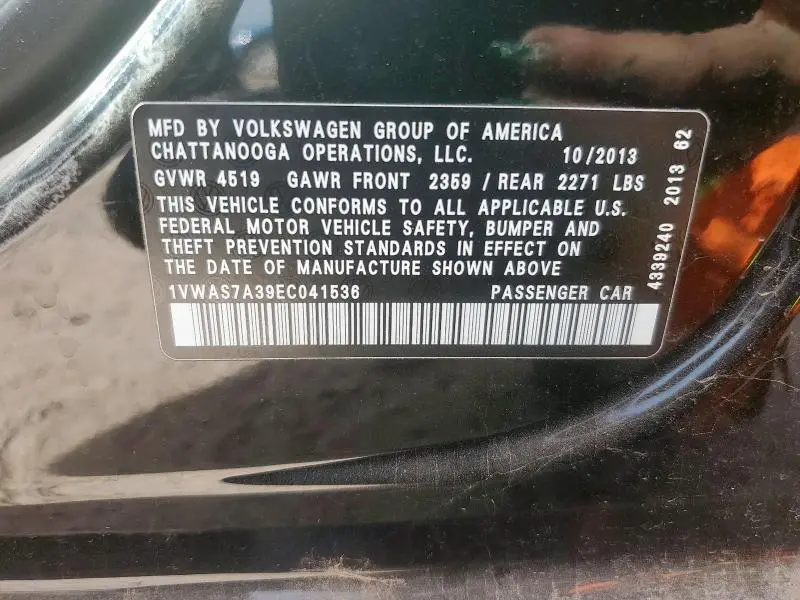 MFD BY VOLKSWAGEN GROUP OF AMERICA
CHATTANOOGA OPERATIONS, LLC. 10/2013
GVWR 4519 GAWR FRONT 2359 / REAR 2271 LBS
THIS VEHICLE CONFORMS TO ALL APPLICABLE U.S.
FEDERAL MOTOR VEHICLE SAFETY, BUMPER AND
THEFT PREVENTION STANDARDS IN EFFECT ON
THE DATE OF MANUFACTURE SHOWN ABOVE
1VWAS7A39EC041536 PASSENGER CAR
4339240 2013 62